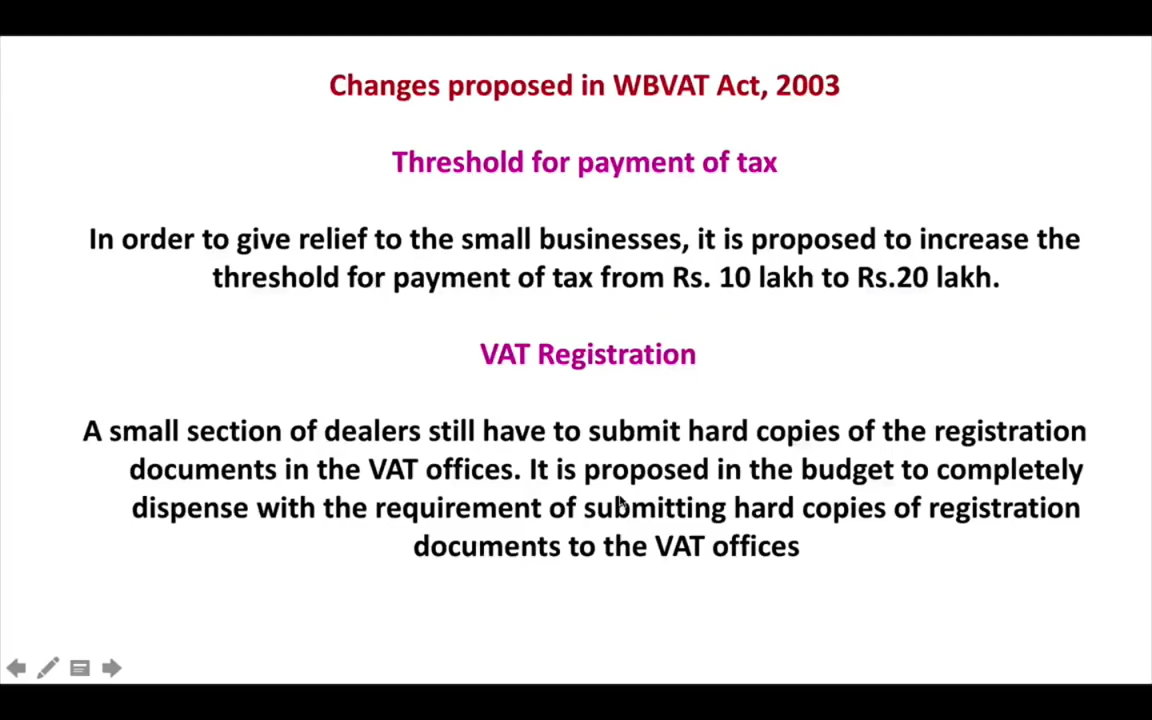 Changes proposed in WBVAT Act, 2003
Threshold for payment of tax
In order to give relief to the small businesses, it is proposed to increase the
threshold for payment of tax from Rs. 10 lakh to Rs.20 lakh.
VAT Registration
A small section of dealers still have to submit hard copies of the registration
documents in the VAT offices. It is proposed in the budget to completely
dispense with the requirement of submitting hard copies of registration
documents to the VAT offices